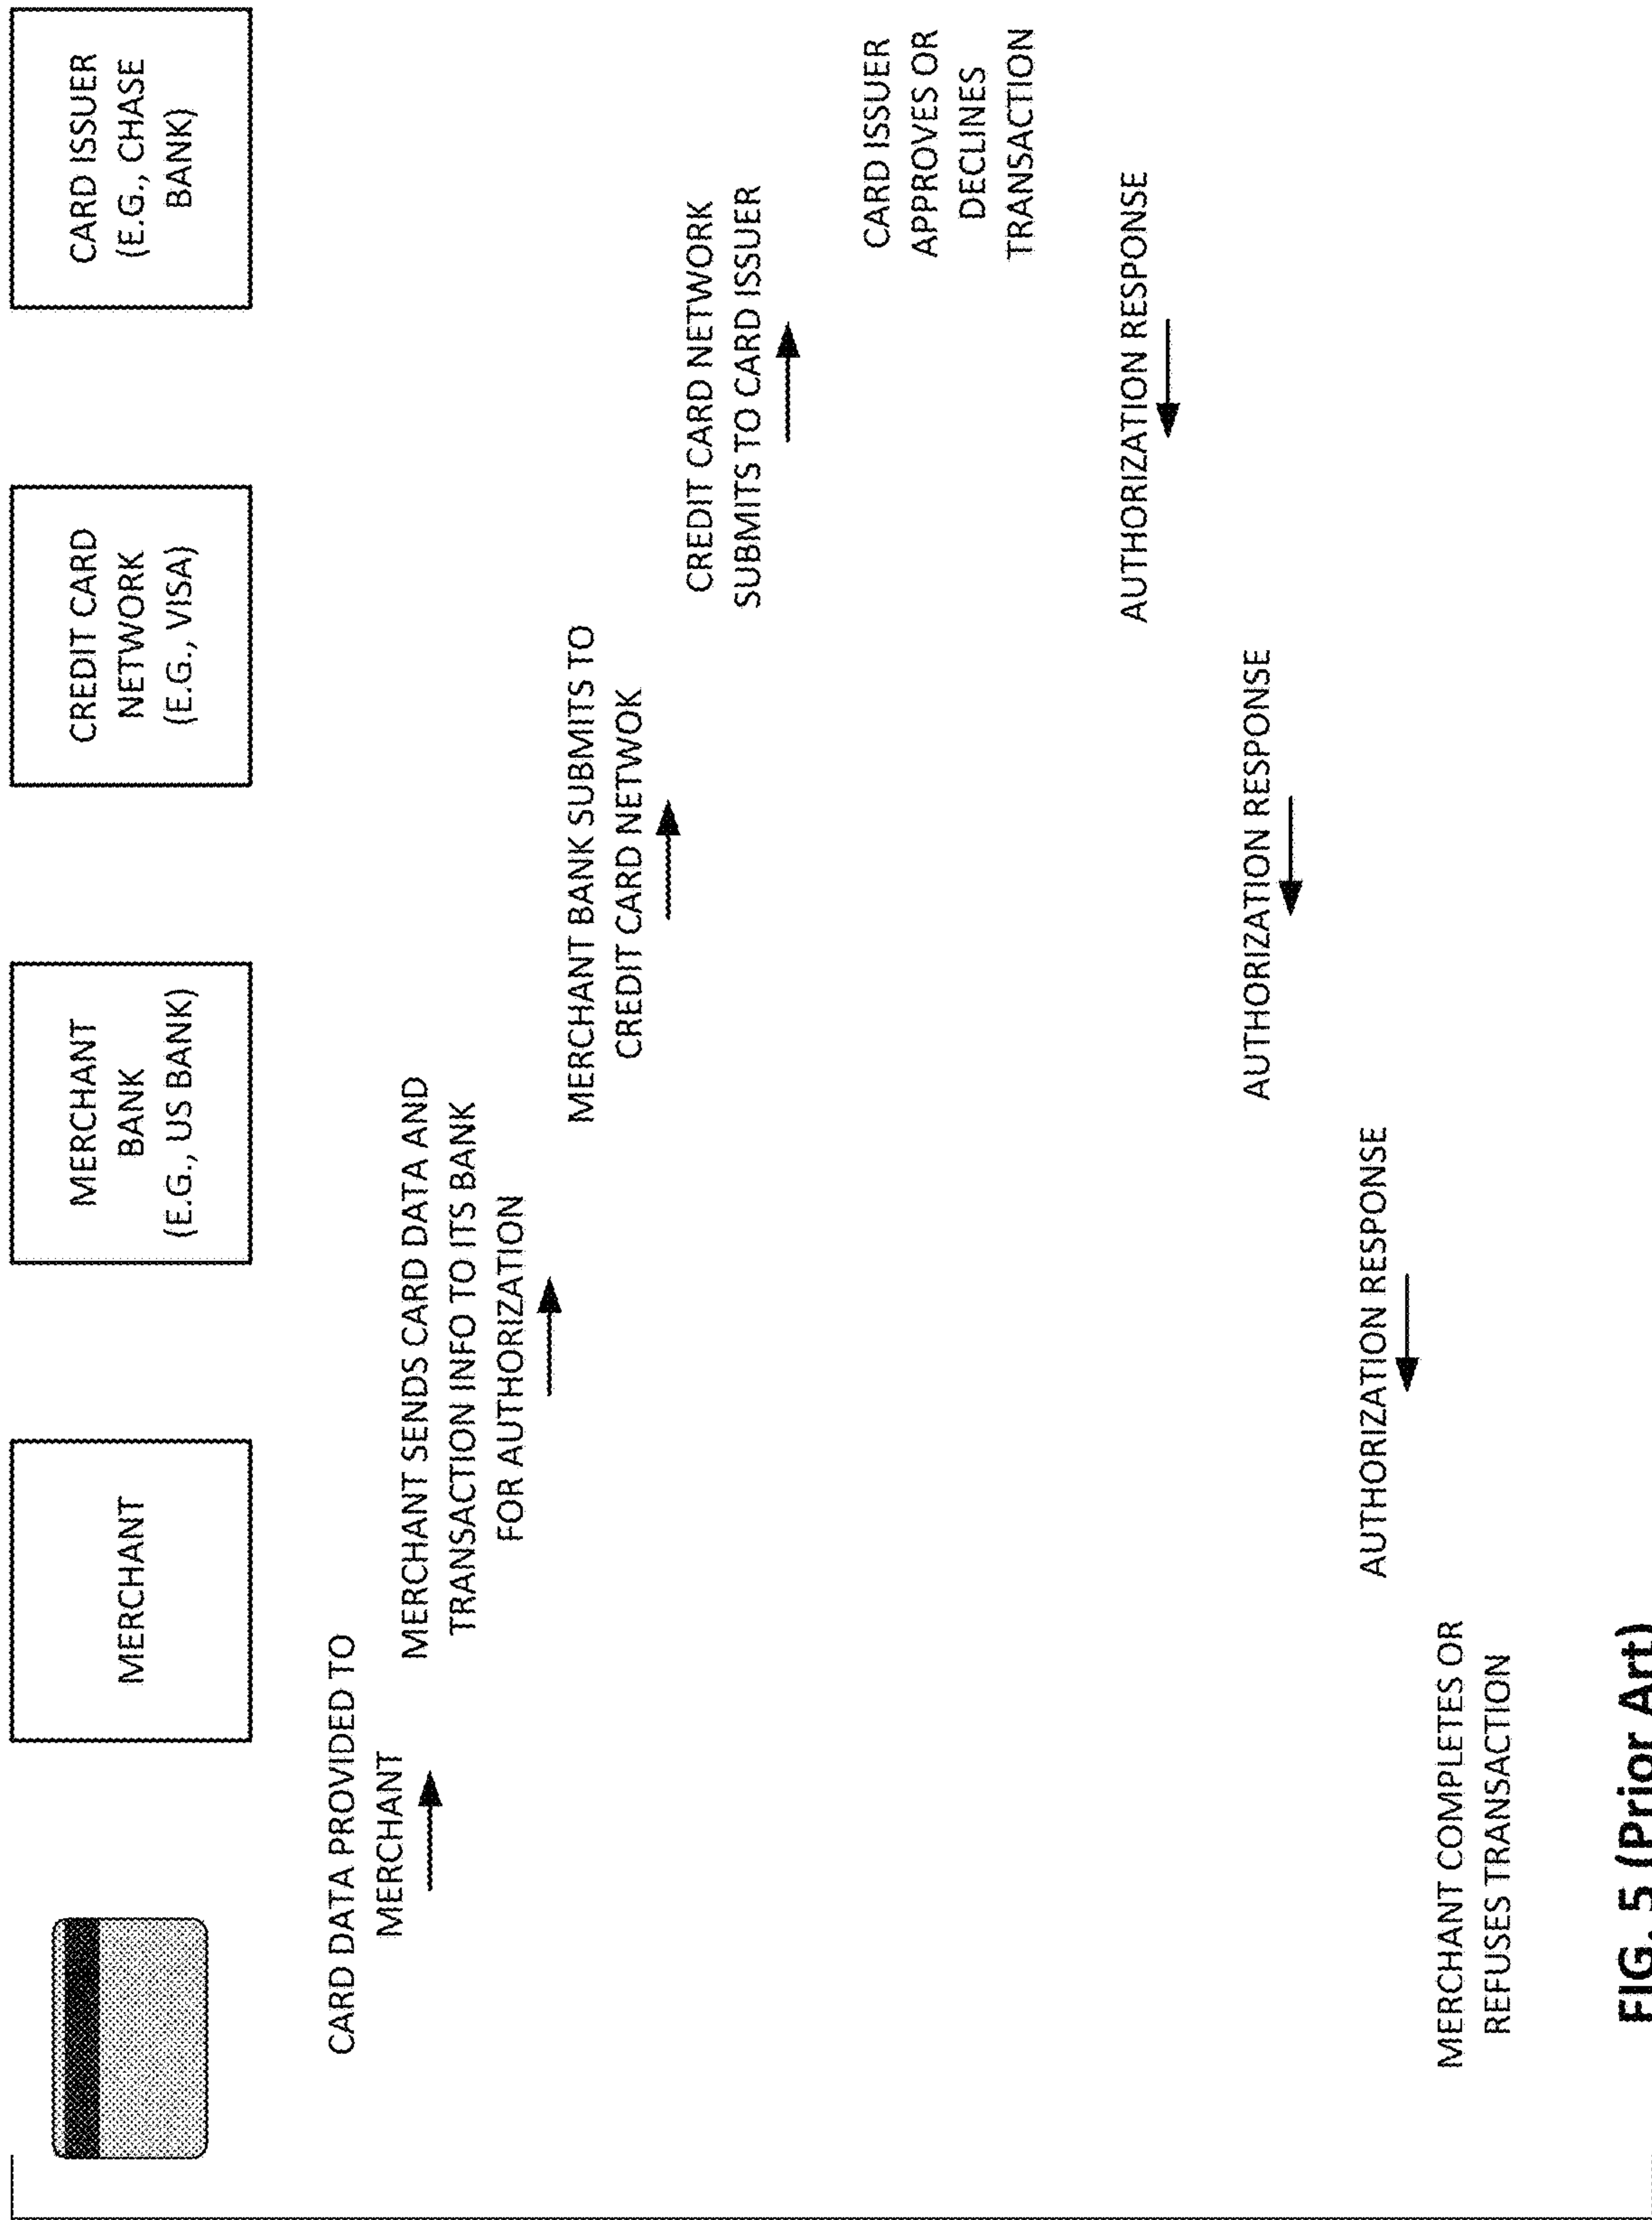 MERCHANT
MERCHANT
BANK
(E.G., US BANK)
CREDIT CARD
NETWORK
(E.G., VISA)
CARD ISSUER
(E.G., CHASE
BANK)
CARD DATA PROVIDED TO
MERCHANT
MERCHANT SENDS CARD DATA AND
TRANSACTION INFO TO ITS BANK
FOR AUTHORIZATION
MERCHANT BANK SUBMITS TO
CREDIT CARD NETWOK
CREDIT CARD NETWORK
SUBMITS TO CARD ISSUER
CARD ISSUER
APPROVES OR
DECLINES
TRANSACTION
AUTHORIZATION RESPONSE
AUTHORIZATION RESPONSE
AUTHORIZATION RESPONSE
MERCHANT COMPLETES OR
REFUSES TRANSACTION
FIG. 5 (Prior Art)